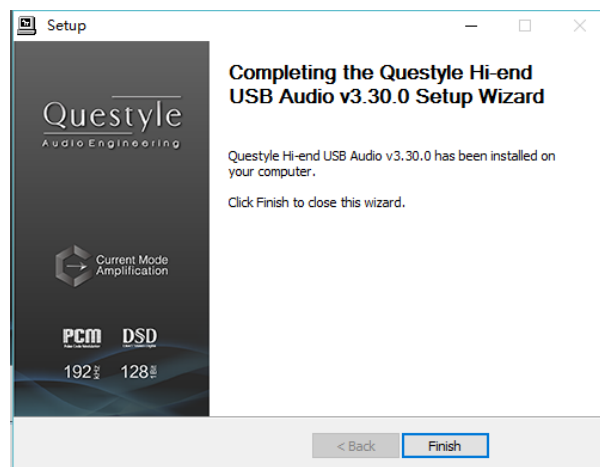 Setup
Completing the Questyle Hi-end
USB Audio v3.30.0 Setup Wizard
Questyle
Audio Engineering
Questyle Hi-end USB Audio v3.30.0 has been installed on
your computer.
Click Finish to close this wizard.
Current Mode
Amplification
PCM DSD
192 kHz 128
< Back Finish